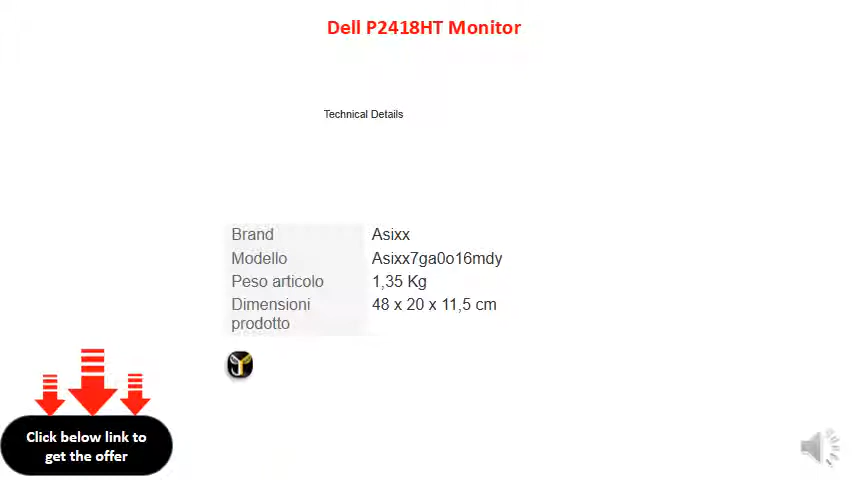 Dell P2418HT Monitor
Technical Details
Brand Asixx
Modello Asixx7ga0o16mdy
Peso articolo 1,35 Kg
Dimensioni 48 x 20 x 11,5 cm
prodotto
Click below link to
get the offer